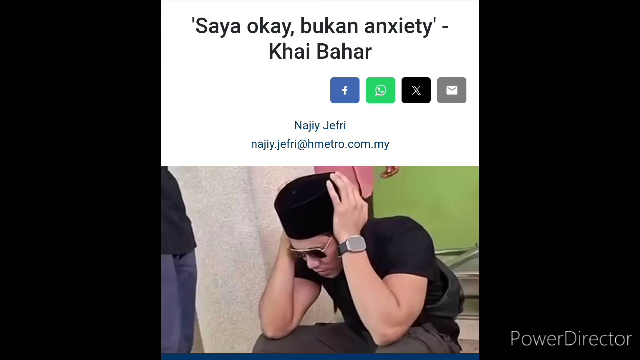 'Saya okay, bukan anxiety' -
Khai Bahar
Najiy Jefri
najiy.jefri@hmetro.com.my
PowerDirector